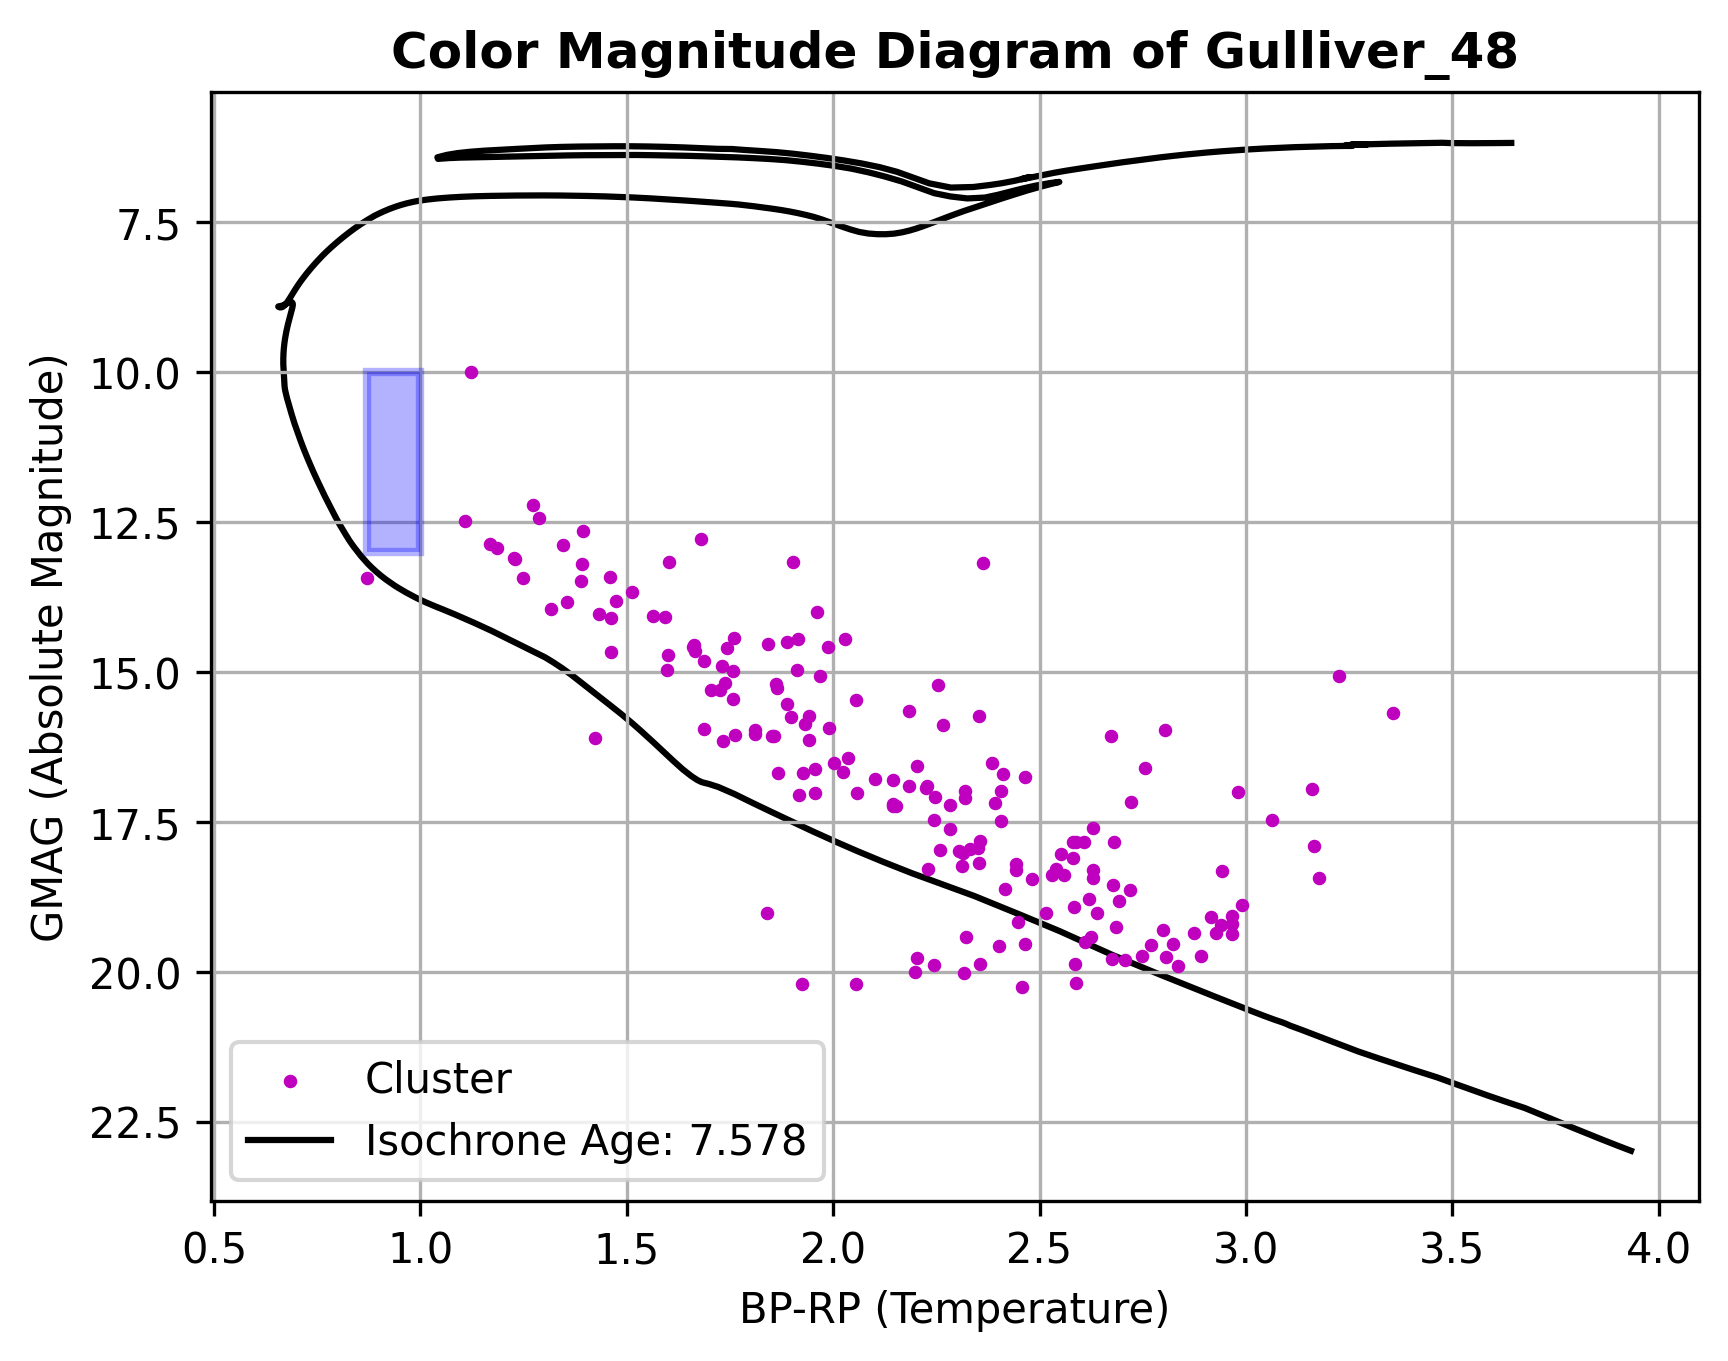 Color Magnitude Diagram of Gulliver_48
GMAG (Absolute Magnitude)
7.5
10.0
12.5
15.0
17.5
20.0
22.5
Cluster
Isochrone Age: 7.578
0.5 1.0 1.5 2.0 2.5 3.0 3.5 4.0
BP-RP (Temperature)